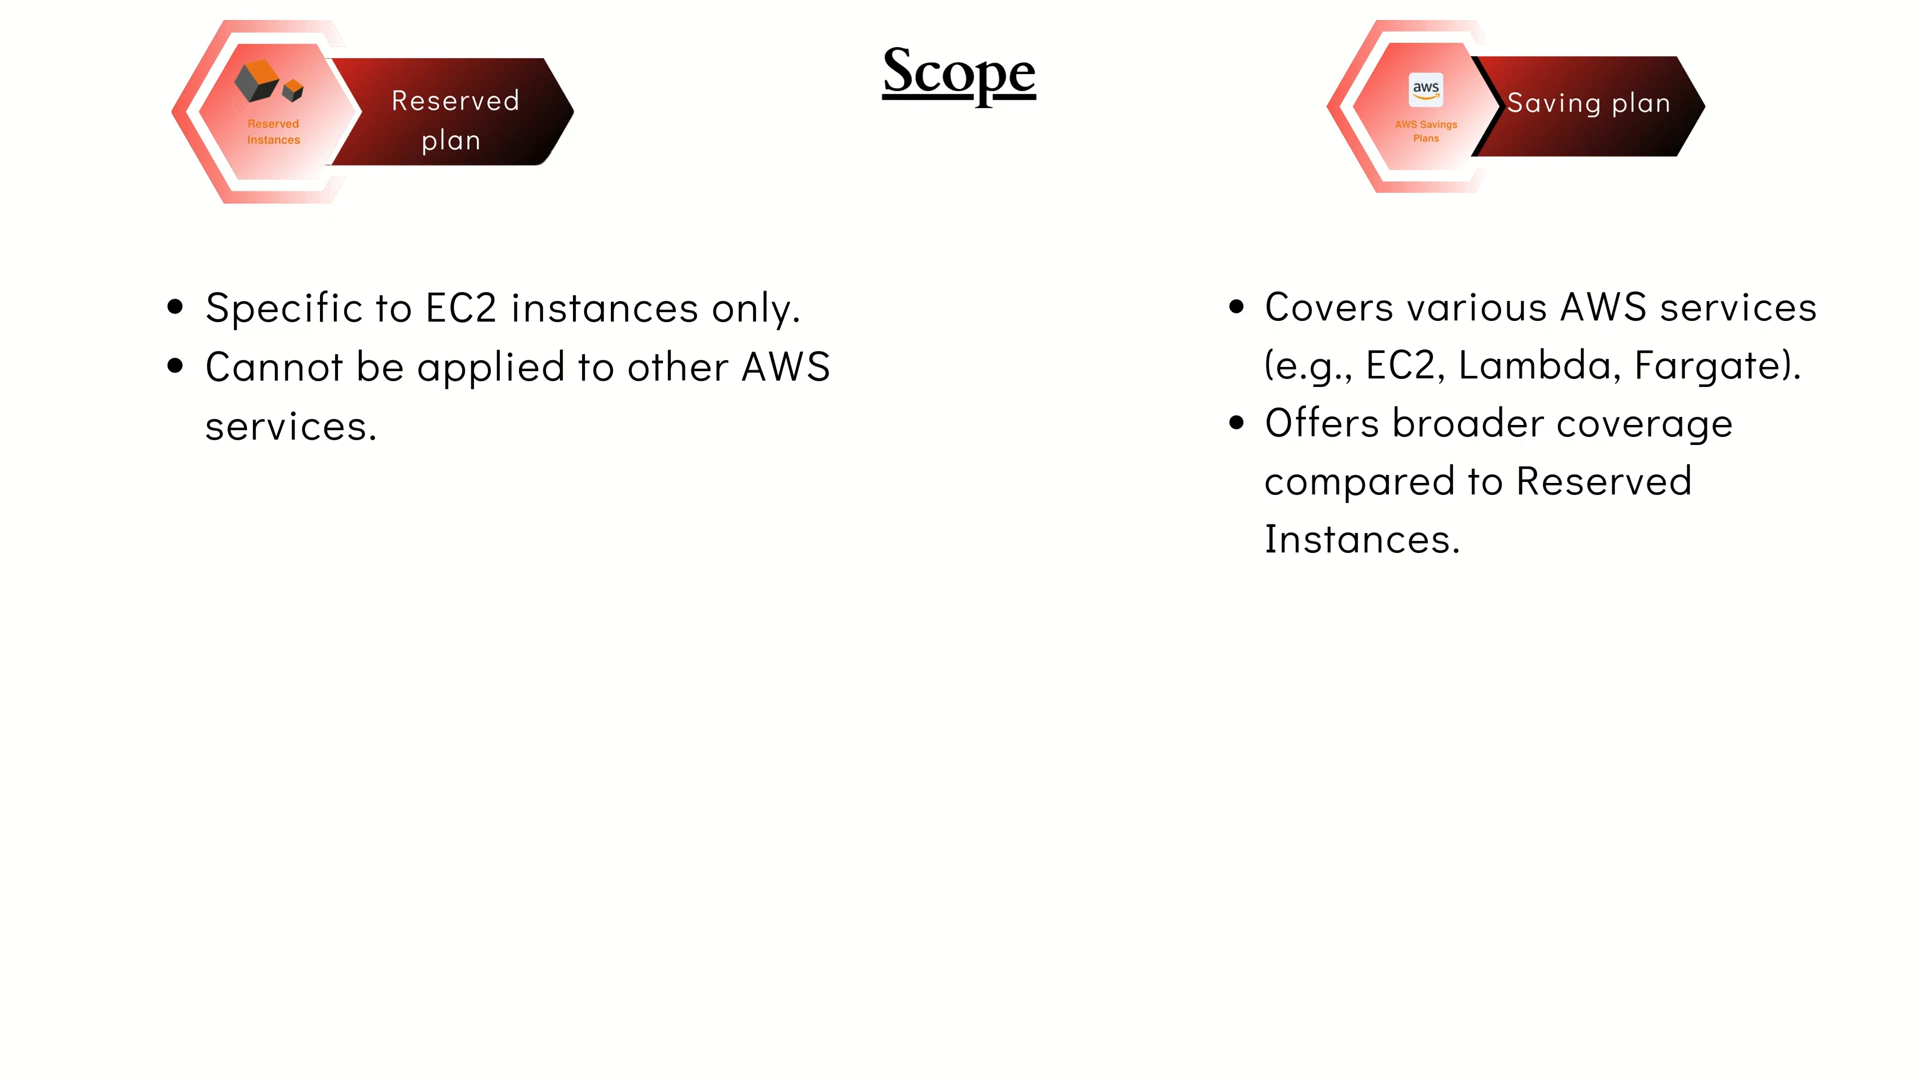 Scope
Reserved
Instances
Reserved
plan
• Specific to EC2 instances only.
• Cannot be applied to other AWS
services.
aws
AWS Savings
Plans
Saving plan
• Covers various AWS services
(e.g., EC2, Lambda, Fargate).
• Offers broader coverage
compared to Reserved
Instances.